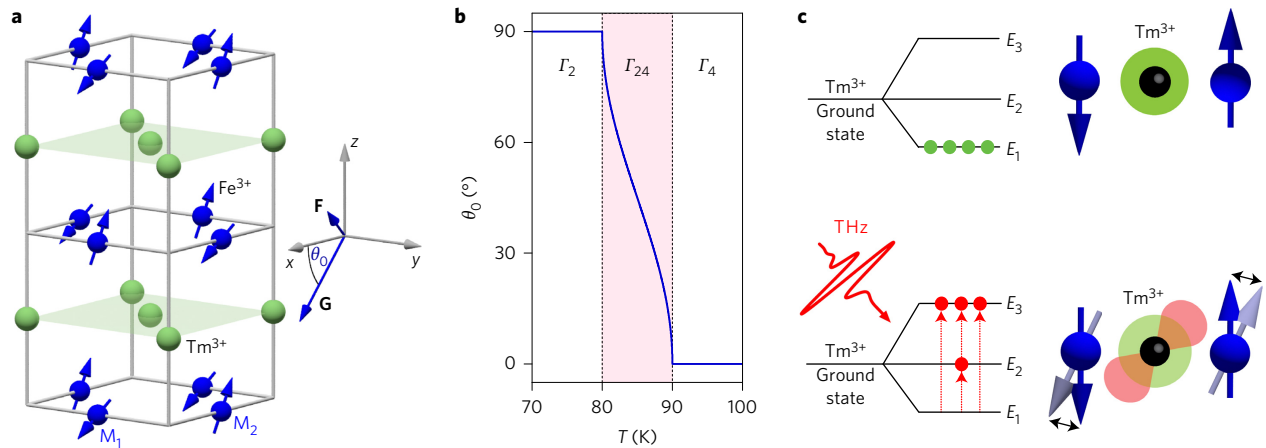 a
Fe³⁺
Tm³⁺
M₁
M₂
z
F
x
θ₀
y
G
b
θ₀ (°)
90
60
30
0
Γ₂
Γ₂₄
Γ₄
70
80
90
100
T (K)
c
Tm³⁺
Ground
state
E₃
E₂
E₁
Tm³⁺
THz
Tm³⁺
Ground
state
E₃
E₂
E₁
Tm³⁺